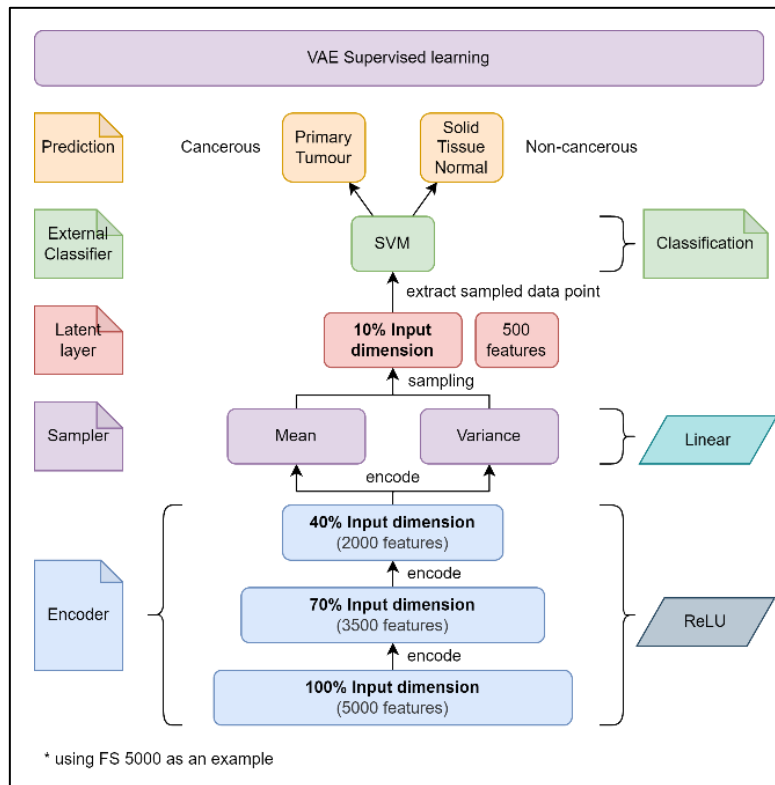 VAE Supervised learning
Prediction
Cancerous
Primary
Tumour
Solid
Tissue
Normal
Non-cancerous
External
Classifier
SVM
Classification
extract sampled data point
Latent
layer
10% Input
dimension
500
features
sampling
Sampler
Mean
Variance
Linear
encode
40% Input dimension
(2000 features)
encode
Encoder
70% Input dimension
(3500 features)
ReLU
encode
100% Input dimension
(5000 features)
* using FS 5000 as an example